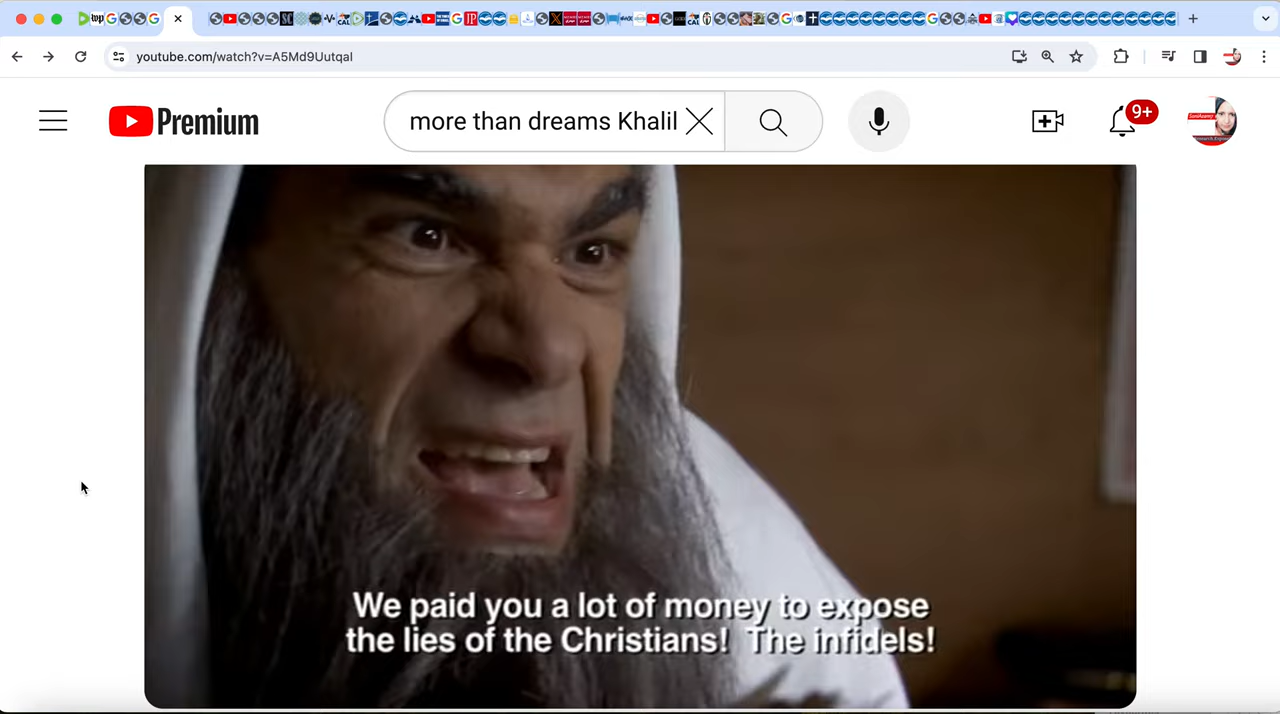 youtube.com/watch?v=A5Md9UutqaI
Premium
more than dreams Khalil
9+
We paid you a lot of money to expose
the lies of the Christians! The infidels!